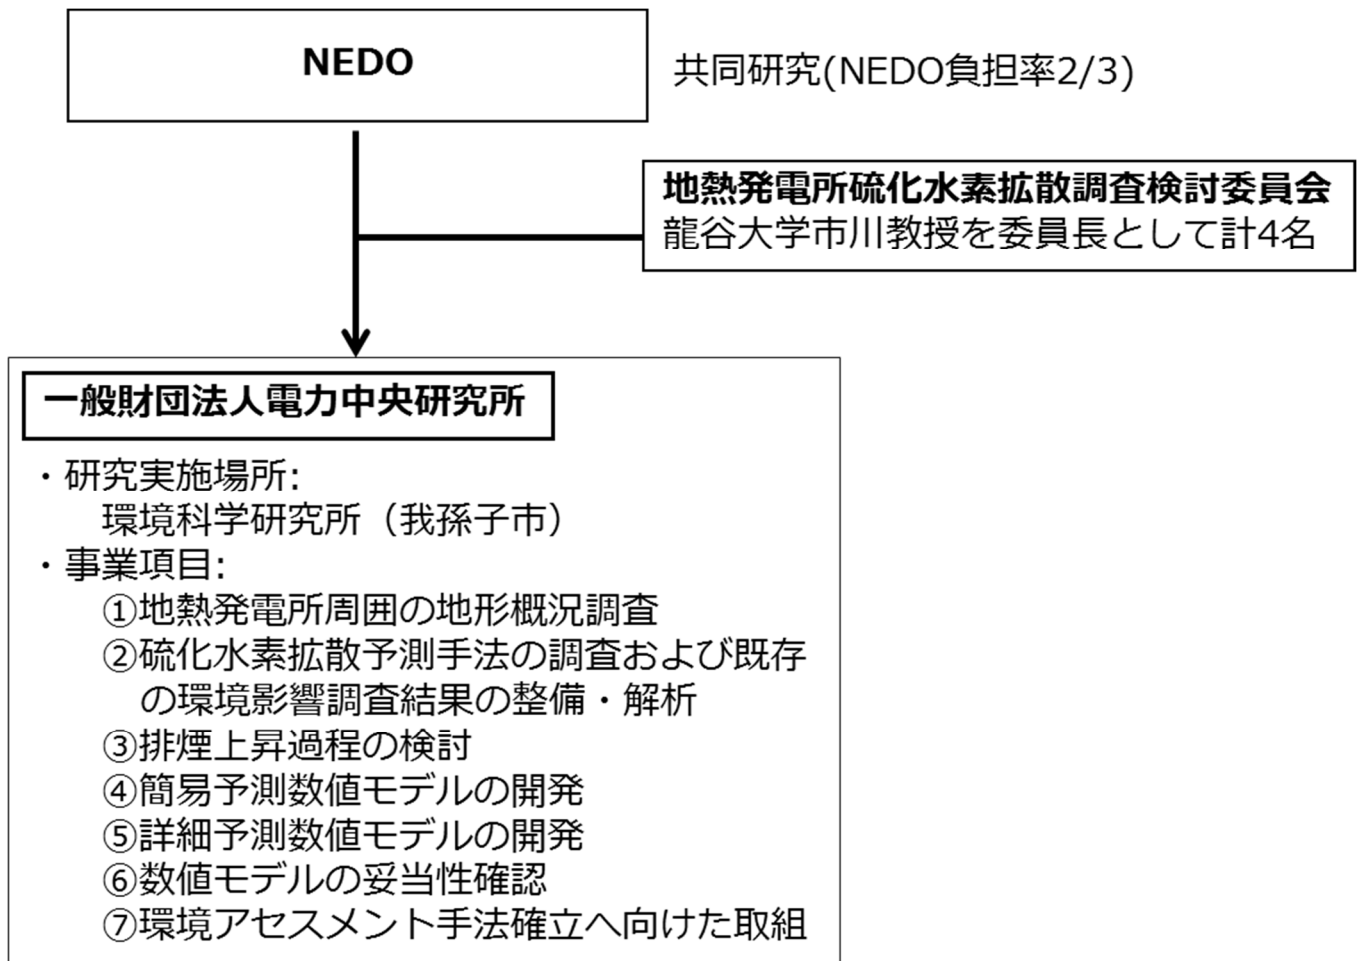 NEDO
共同研究(NEDO負担率2/3)
地熱発電所硫化水素拡散調査検討委員会
龍谷大学市川教授を委員長として計4名
一般財団法人電力中央研究所
・研究実施場所:
環境科学研究所（我孫子市）
・事業項目:
①地熱発電所周囲の地形概況調査
②硫化水素拡散予測手法の調査および既存
の環境影響調査結果の整備・解析
③排煙上昇過程の検討
④簡易予測数値モデルの開発
⑤詳細予測数値モデルの開発
⑥数値モデルの妥当性確認
⑦環境アセスメント手法確立へ向けた取組